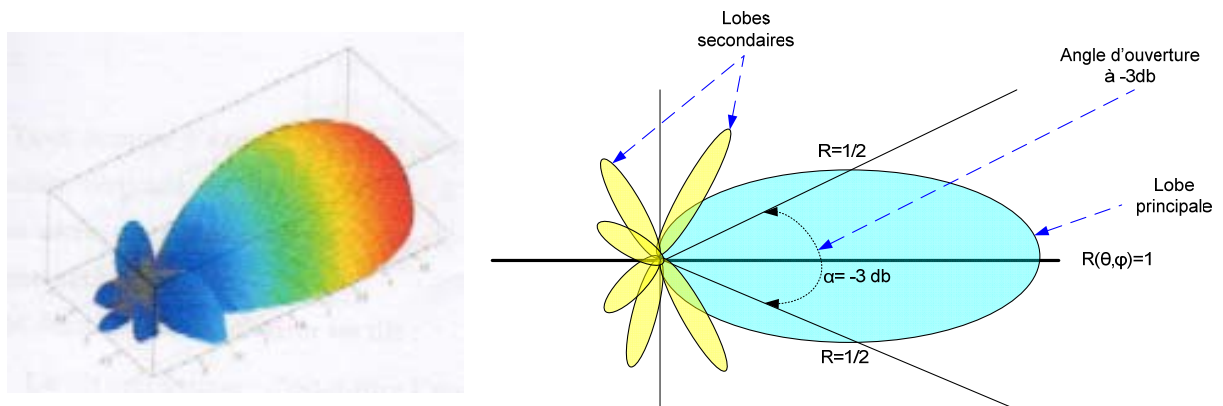 Lobes
secondaires
Angle d'ouverture
à -3db
R=1/2
Lobe
principale
R(θ,φ)=1
α= -3 db
R=1/2